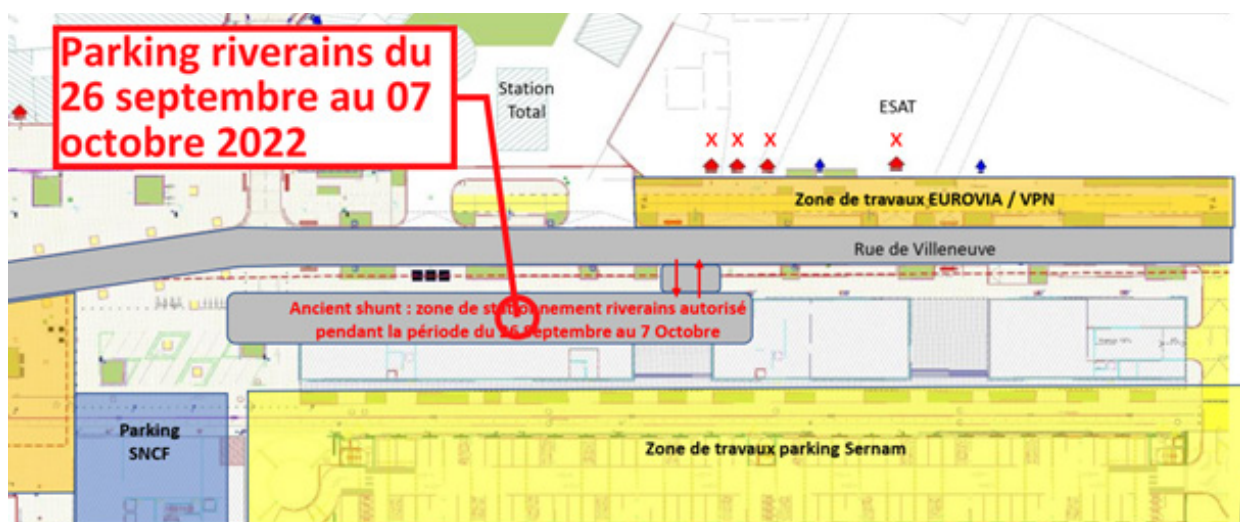 Parking riverains du
26 septembre au 07
octobre 2022
Station
Total
ESAT
X X X X
Zone de travaux EUROVIA / VPN
Rue de Villeneuve
Ancient shunt : zone de stationnement riverains autorisé
pendant la période du 26 Septembre au 7 Octobre
Parking
SNCF
Zone de travaux parking Sernam